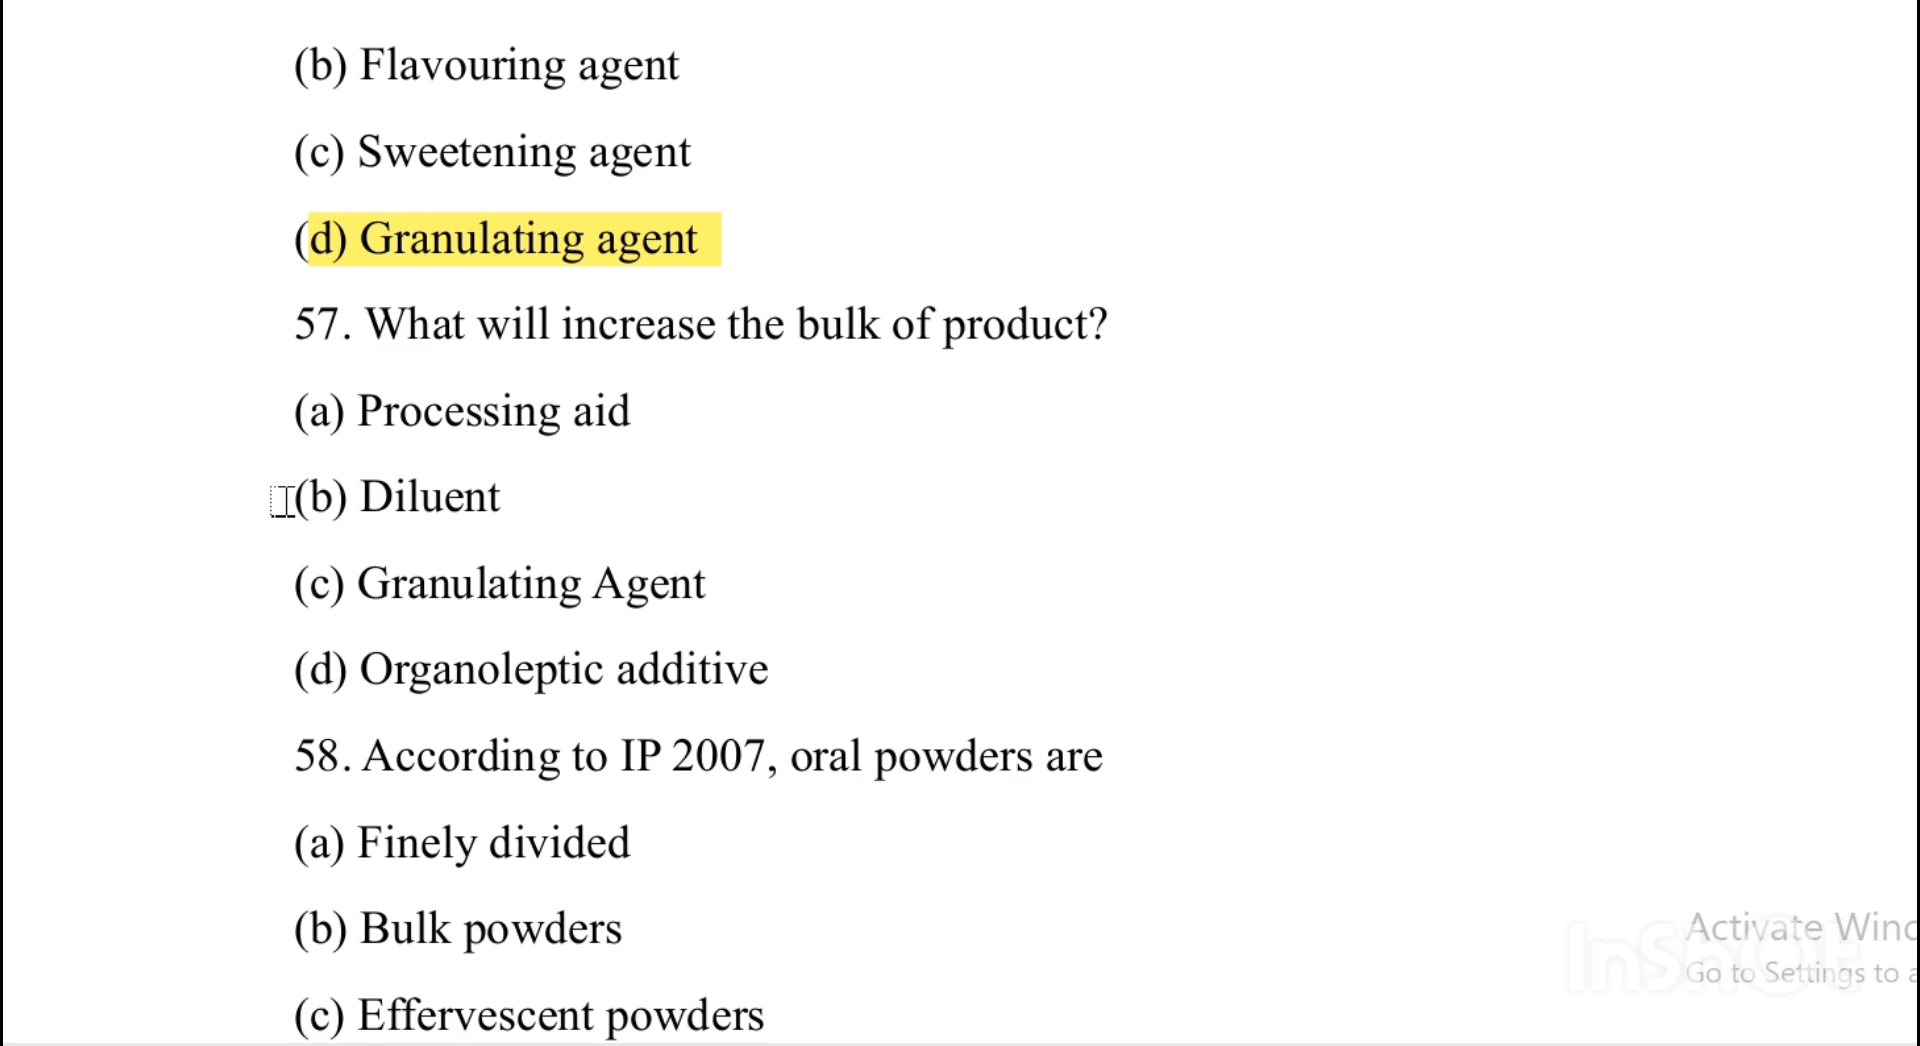 (b) Flavouring agent
(c) Sweetening agent
(d) Granulating agent
57. What will increase the bulk of product?
(a) Processing aid
(b) Diluent
(c) Granulating Agent
(d) Organoleptic additive
58. According to IP 2007, oral powders are
(a) Finely divided
(b) Bulk powders
(c) Effervescent powders
Activate Wind
Go to Settings to a
InShOt